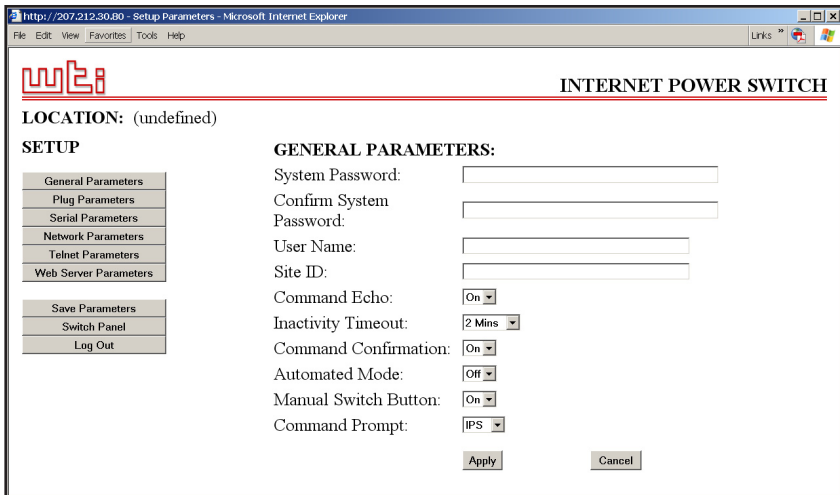 http://207.212.30.80 - Setup Parameters - Microsoft Internet Explorer
File Edit View Favorites Tools Help Links »
wti
INTERNET POWER SWITCH
LOCATION: (undefined)
SETUP
General Parameters
Plug Parameters
Serial Parameters
Network Parameters
Telnet Parameters
Web Server Parameters
Save Parameters
Switch Panel
Log Out
GENERAL PARAMETERS:
System Password:
Confirm System
Password:
User Name:
Site ID:
Command Echo: On
Inactivity Timeout: 2 Mins
Command Confirmation: On
Automated Mode: Off
Manual Switch Button: On
Command Prompt: IPS
Apply Cancel